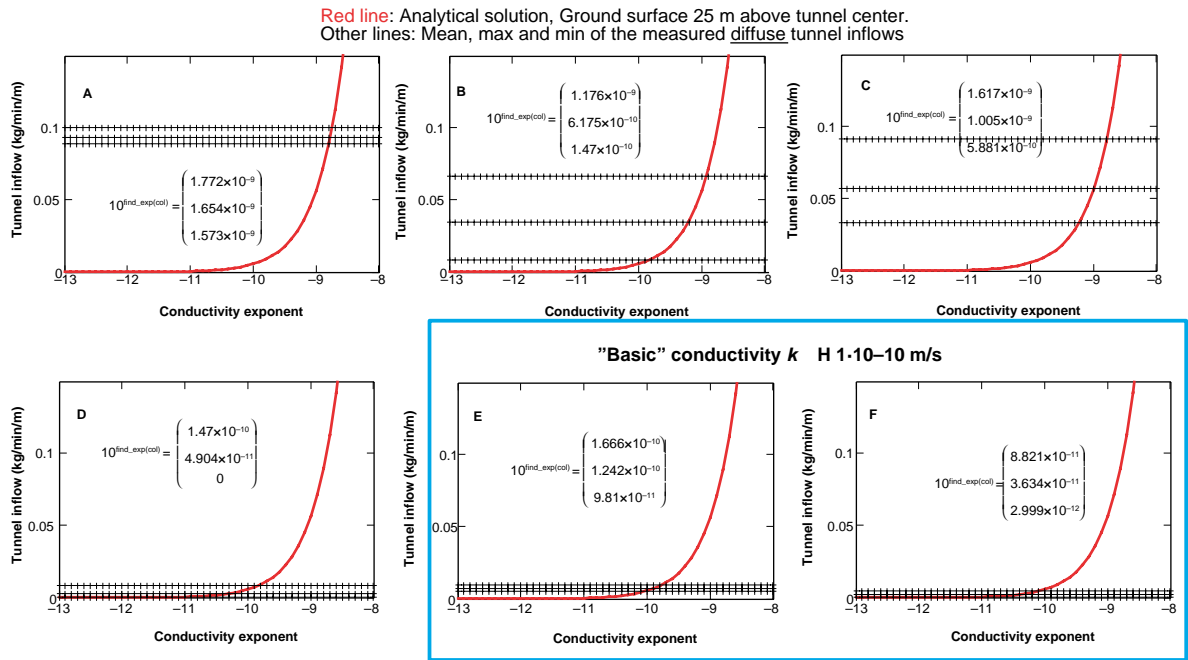 Red line: Analytical solution, Ground surface 25 m above tunnel center.
Other lines: Mean, max and min of the measured diffuse tunnel inflows
Tunnel inflow (kg/min/m)
A
0.1
0.05
0
10^find_exp(col) =
1.772×10^–9
1.654×10^–9
1.573×10^–9
–13 –12 –11 –10 –9 –8
Conductivity exponent
Tunnel inflow (kg/min/m)
B
0.1
0.05
0
10^find_exp(col) =
1.176×10^–9
6.175×10^–10
1.47×10^–10
–13 –12 –11 –10 –9 –8
Conductivity exponent
Tunnel inflow (kg/min/m)
C
0.1
0.05
0
10^find_exp(col) =
1.617×10^–9
1.005×10^–9
5.881×10^–10
–13 –12 –11 –10 –9 –8
Conductivity exponent
Tunnel inflow (kg/min/m)
D
0.1
0.05
0
10^find_exp(col) =
1.47×10^–10
4.904×10^–11
0
–13 –12 –11 –10 –9 –8
Conductivity exponent
”Basic” conductivity k H 1·10–10 m/s
Tunnel inflow (kg/min/m)
E
0.1
0.05
0
10^find_exp(col) =
1.666×10^–10
1.242×10^–10
9.81×10^–11
–13 –12 –11 –10 –9 –8
Conductivity exponent
Tunnel inflow (kg/min/m)
F
0.1
0.05
0
10^find_exp(col) =
8.821×10^–11
3.634×10^–11
2.999×10^–12
–13 –12 –11 –10 –9 –8
Conductivity exponent